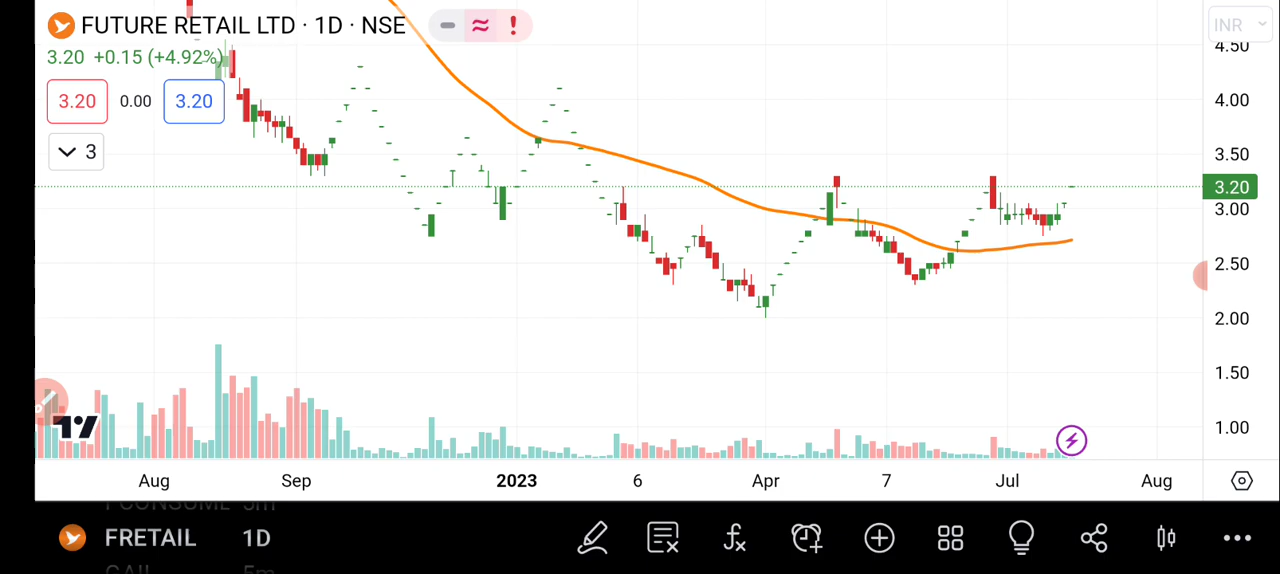 FUTURE RETAIL LTD · 1D · NSE
INR
3.20 +0.15 (+4.92%)
4.50
3.20 0.00 3.20
4.00
3
3.50
3.20
3.00
2.50
2.00
1.50
1.00
Aug Sep 2023 6 Apr 7 Jul Aug
FRETAIL 1D